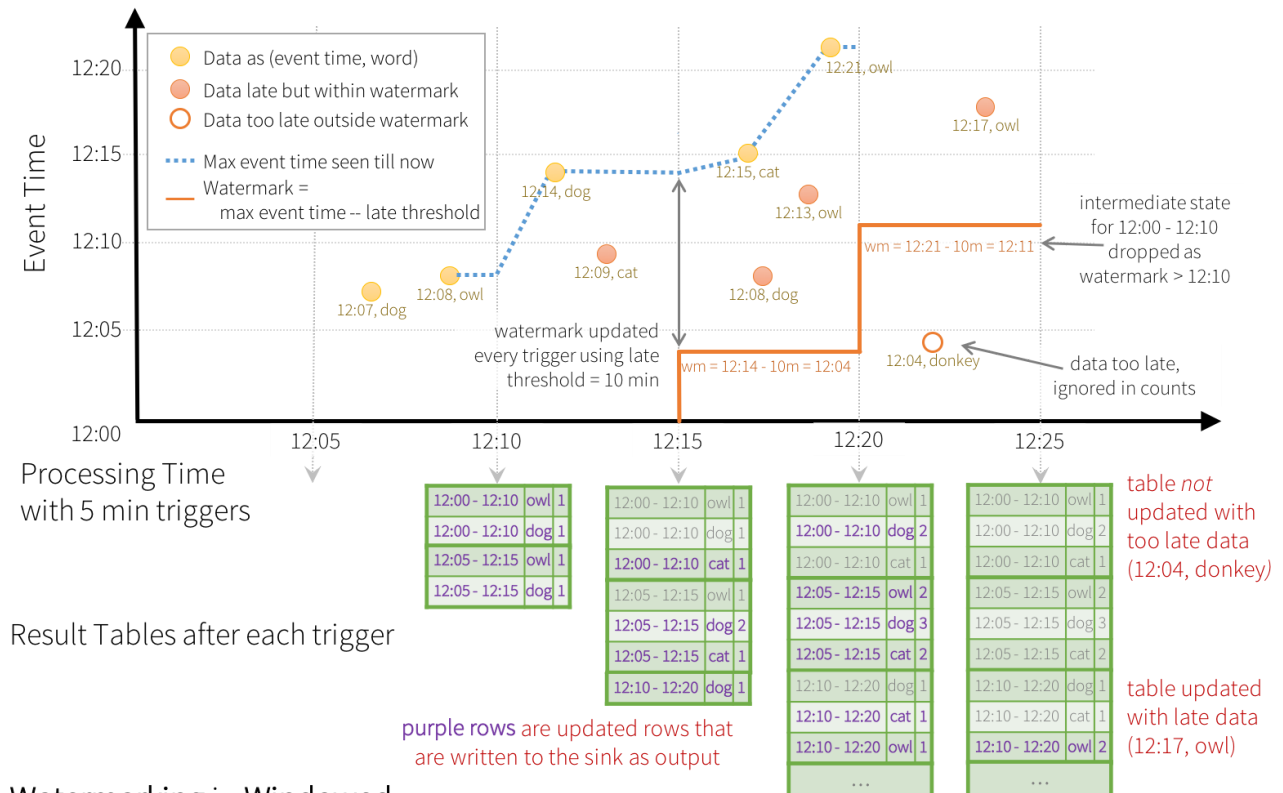 12:20
12:15
12:10
12:05
12:00
Event Time
Data as (event time, word)
Data late but within watermark
Data too late outside watermark
Max event time seen till now
Watermark =
max event time -- late threshold
12:07, dog
12:08, owl
12:14, dog
12:09, cat
12:15, cat
12:08, dog
12:13, owl
12:21, owl
12:17, owl
12:04, donkey
watermark updated
every trigger using late
threshold = 10 min
wm = 12:14 - 10m = 12:04
wm = 12:21 - 10m = 12:11
intermediate state
for 12:00 - 12:10
dropped as
watermark > 12:10
data too late,
ignored in counts
12:05
12:10
12:15
12:20
12:25
Processing Time
with 5 min triggers
Result Tables after each trigger
12:00 - 12:10 owl 1
12:00 - 12:10 dog 1
12:05 - 12:15 owl 1
12:05 - 12:15 dog 1
12:00 - 12:10 owl 1
12:00 - 12:10 dog 1
12:00 - 12:10 cat 1
12:05 - 12:15 owl 1
12:05 - 12:15 dog 2
12:05 - 12:15 cat 1
12:10 - 12:20 dog 1
12:00 - 12:10 owl 1
12:00 - 12:10 dog 2
12:00 - 12:10 cat 1
12:05 - 12:15 owl 2
12:05 - 12:15 dog 3
12:05 - 12:15 cat 2
12:10 - 12:20 dog 1
12:10 - 12:20 cat 1
12:10 - 12:20 owl 1
...
12:00 - 12:10 owl 1
12:00 - 12:10 dog 2
12:00 - 12:10 cat 1
12:05 - 12:15 owl 2
12:05 - 12:15 dog 3
12:05 - 12:15 cat 2
12:10 - 12:20 dog 1
12:10 - 12:20 cat 1
12:10 - 12:20 owl 2
...
table not
updated with
too late data
(12:04, donkey)
table updated
with late data
(12:17, owl)
purple rows are updated rows that
are written to the sink as output
Watermarking in Windowed